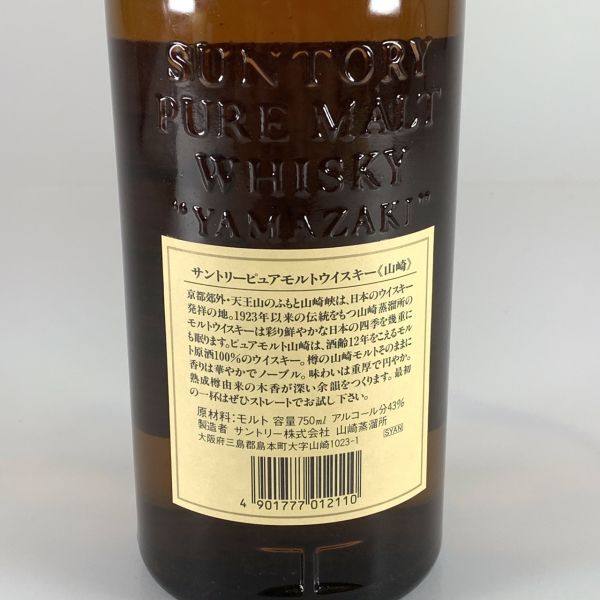 SUNTORY
PURE MALT
WHISKY
"YAMAZAKI"
サントリーピュアモルトウイスキー《山崎》
京都郊外・天王山のふもと山崎峡は、日本のウイスキー
発祥の地。1923年以来の伝統をもつ山崎蒸溜所の
モルトウイスキーは彩り鮮やかな日本の四季を幾重に
も眠ります。ピュアモルト山崎は、酒齢12年をこえるモル
ト原酒100%のウイスキー。樽の山崎モルトそのままに
香りは華やかでノーブル。味わいは重厚で円やか。
熟成樽由来の木香が深い余韻をつくります。最初
の一杯はぜひストレートでお試し下さい。
原材料:モルト 容量750ml アルコール分43%
製造者 サントリー株式会社 山崎蒸溜所
大阪府三島郡島本町大字山崎1023-1
SYAN
4 901777 012110